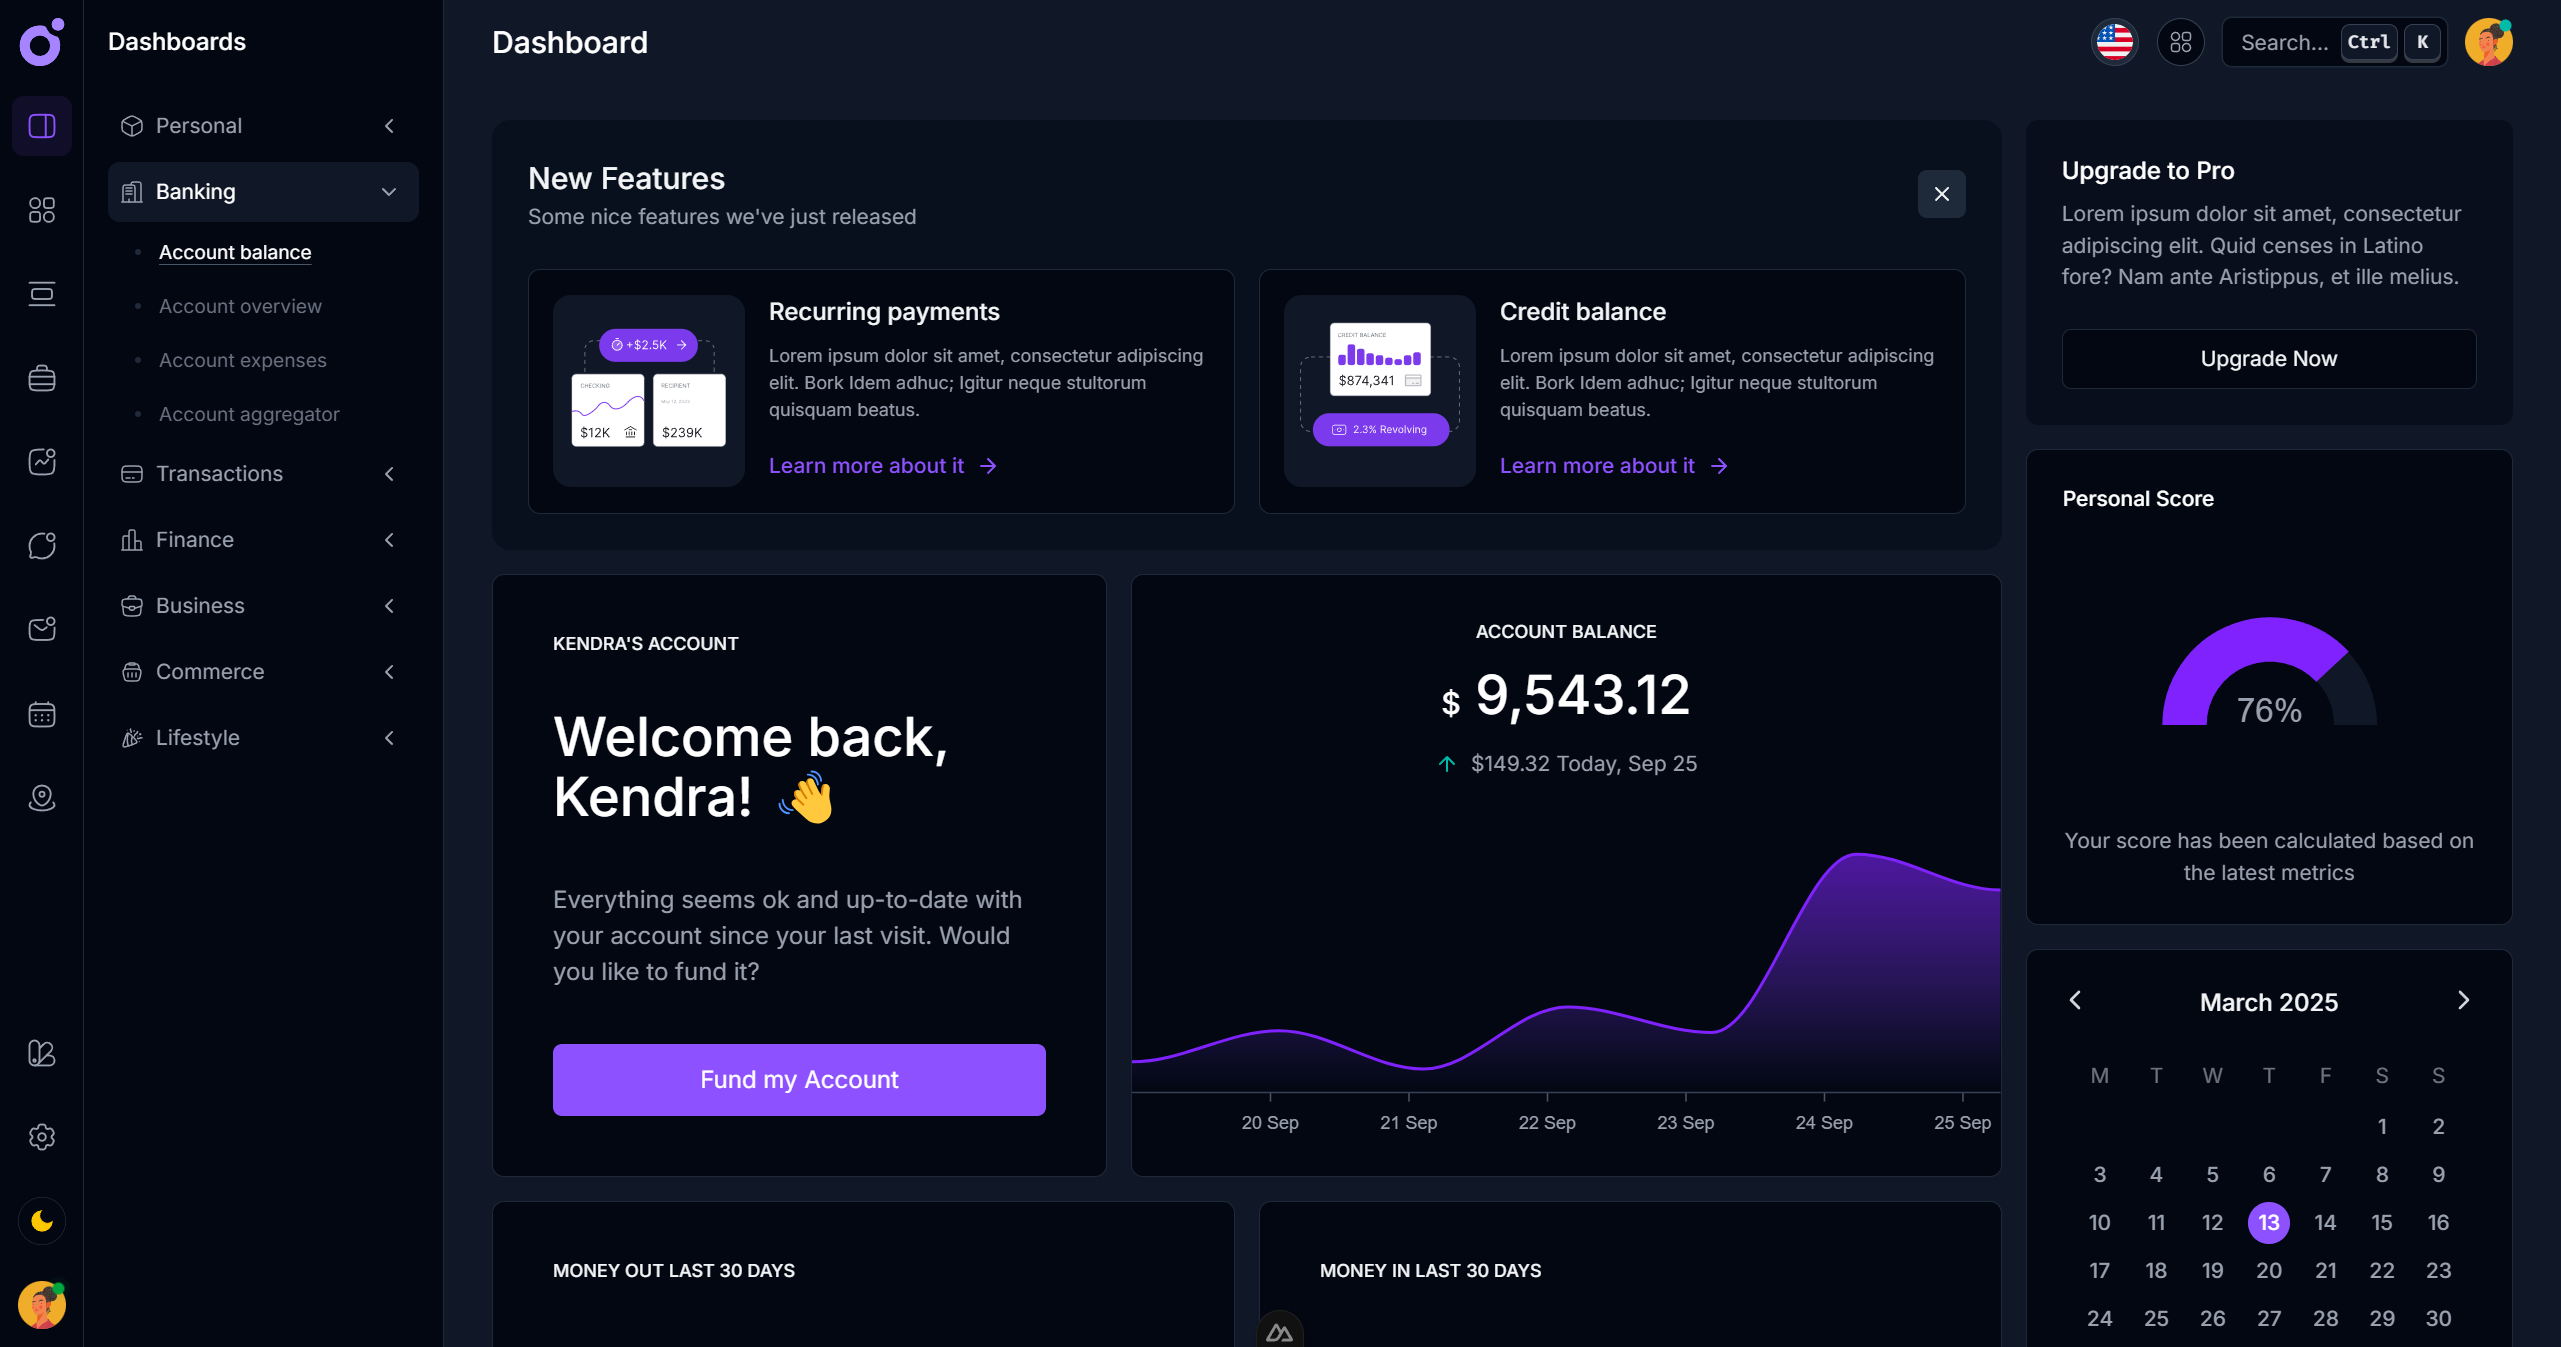 Dashboards
Personal
Banking
Account balance
Account overview
Account expenses
Account aggregator
Transactions
Finance
Business
Commerce
Lifestyle
Dashboard
Search... Ctrl K
New Features
Some nice features we've just released
+$2.5K
CHECKING
$12K
RECIPIENT
$239K
Recurring payments
Lorem ipsum dolor sit amet, consectetur adipiscing
elit. Bork Idem adhuc; Igitur neque stultorum
quisquam beatus.
Learn more about it
CREDIT BALANCE
$874,341
2.3% Revolving
Credit balance
Lorem ipsum dolor sit amet, consectetur adipiscing
elit. Bork Idem adhuc; Igitur neque stultorum
quisquam beatus.
Learn more about it
KENDRA'S ACCOUNT
Welcome back,
Kendra!
Everything seems ok and up-to-date with
your account since your last visit. Would
you like to fund it?
Fund my Account
ACCOUNT BALANCE
$ 9,543.12
$149.32 Today, Sep 25
20 Sep 21 Sep 22 Sep 23 Sep 24 Sep 25 Sep
MONEY OUT LAST 30 DAYS
MONEY IN LAST 30 DAYS
Upgrade to Pro
Lorem ipsum dolor sit amet, consectetur
adipiscing elit. Quid censes in Latino
fore? Nam ante Aristippus, et ille melius.
Upgrade Now
Personal Score
76%
Your score has been calculated based on
the latest metrics
March 2025
M T W T F S S
1 2
3 4 5 6 7 8 9
10 11 12 13 14 15 16
17 18 19 20 21 22 23
24 25 26 27 28 29 30